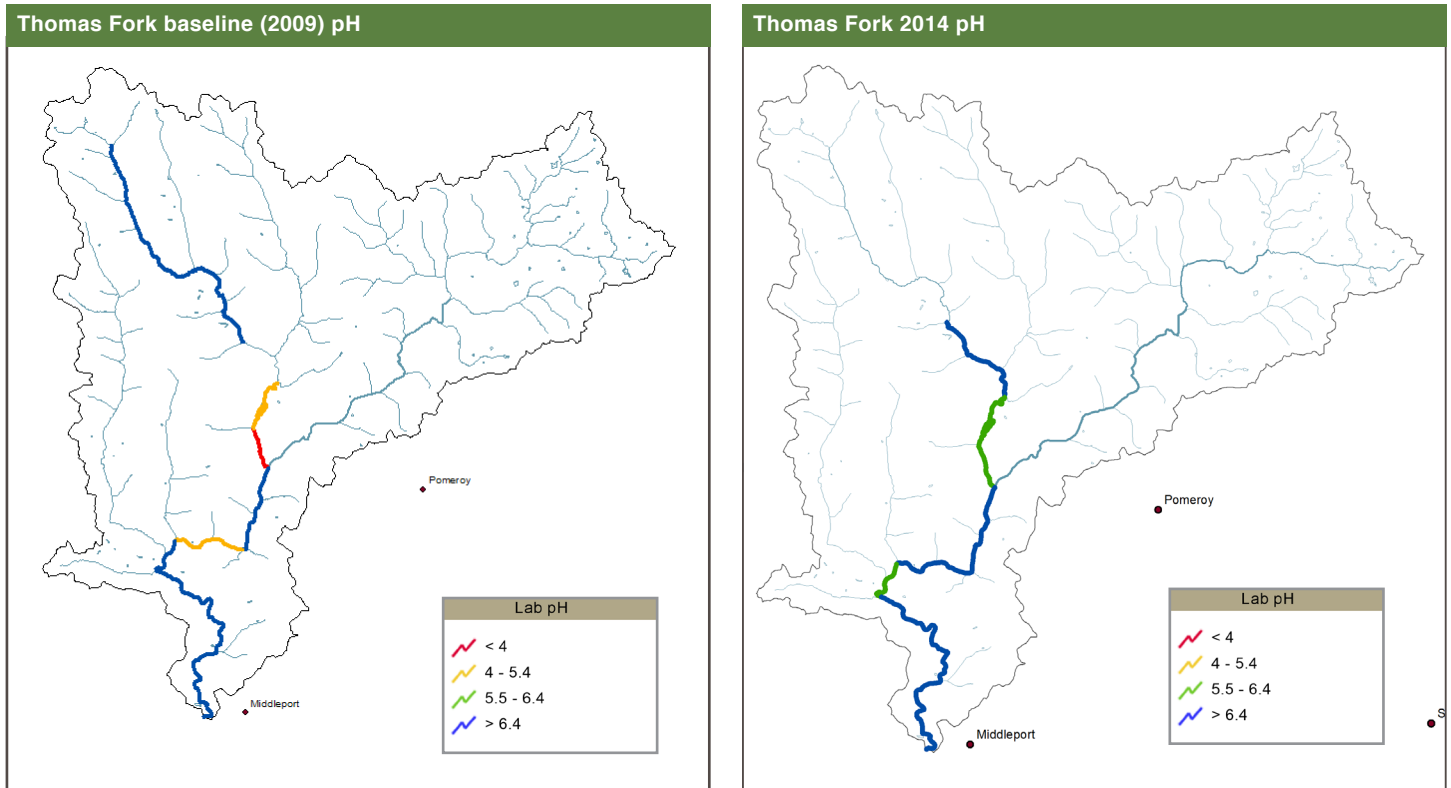 Thomas Fork baseline (2009) pH
Pomeroy
Middleport
Lab pH
< 4
4 - 5.4
5.5 - 6.4
> 6.4
Thomas Fork 2014 pH
Pomeroy
Middleport
S
Lab pH
< 4
4 - 5.4
5.5 - 6.4
> 6.4